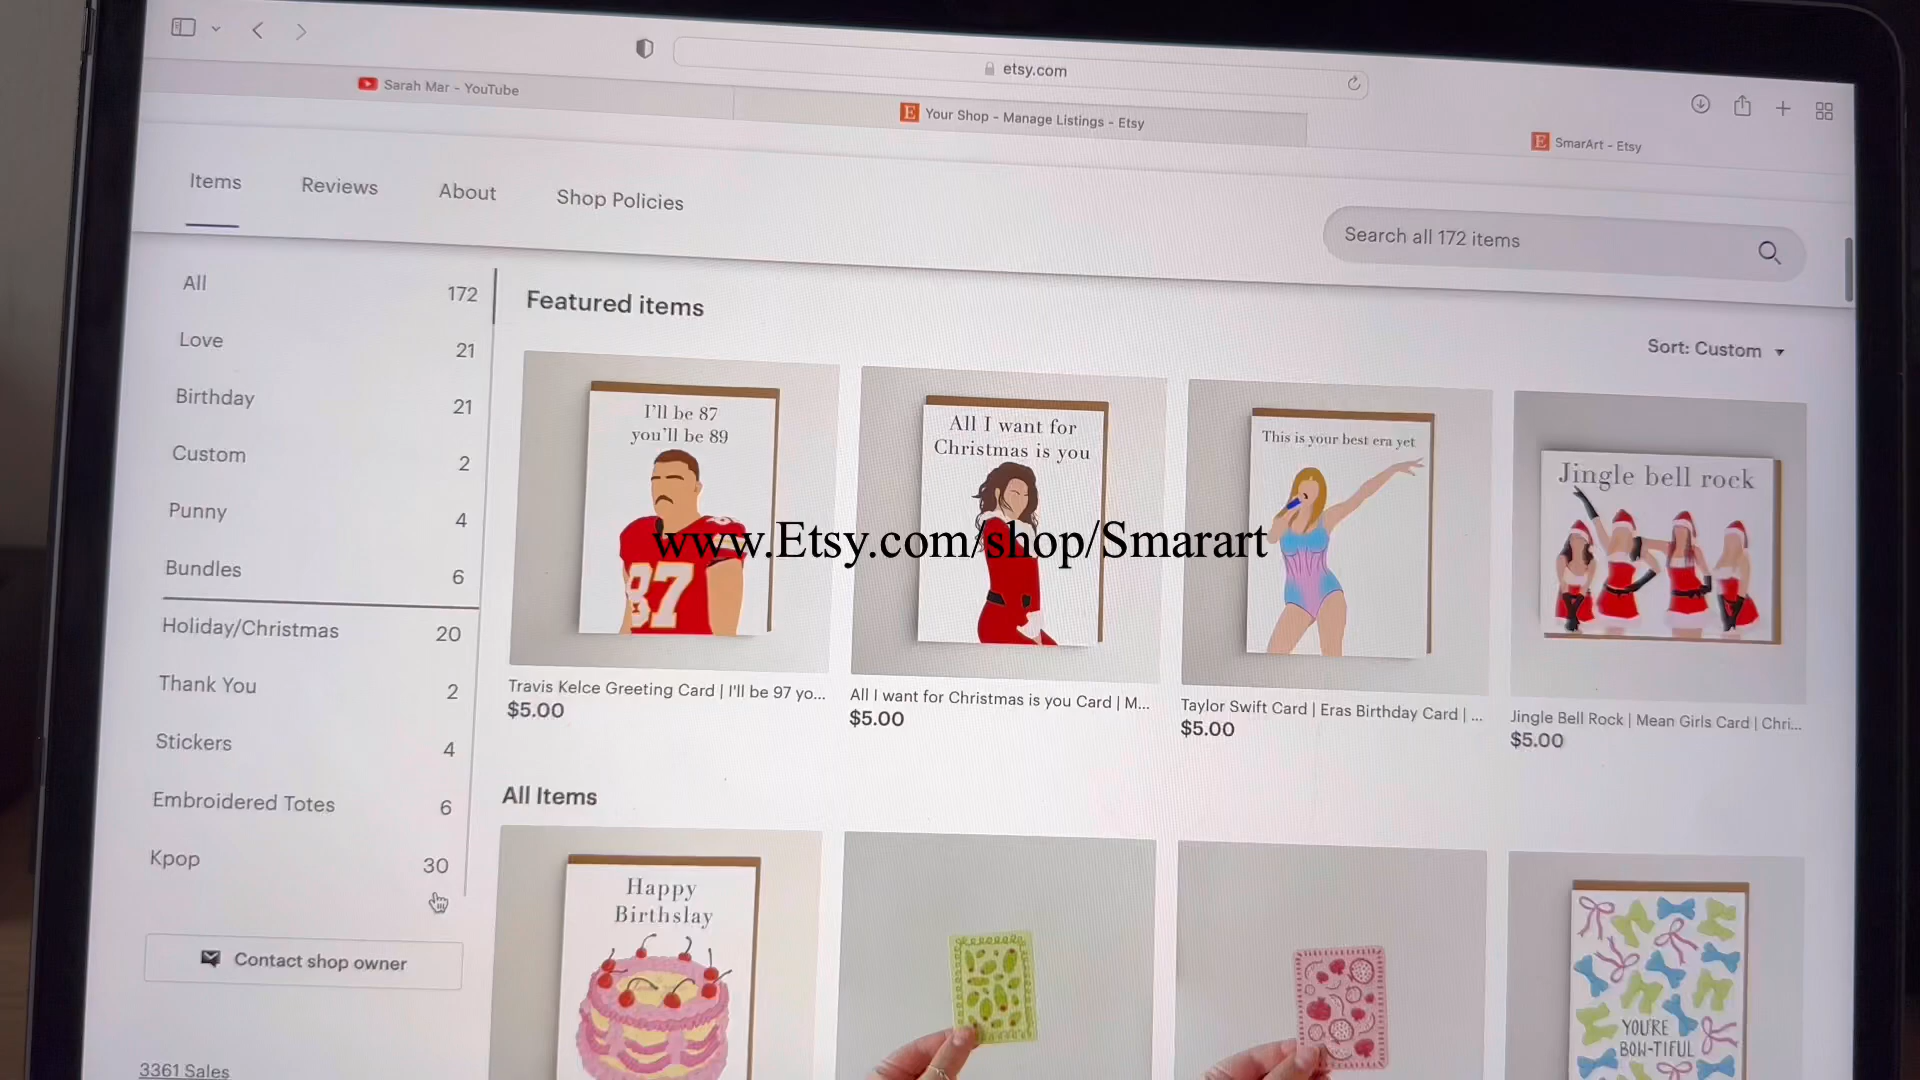 etsy.com
Sarah Mar - YouTube
Your Shop - Manage Listings - Etsy
SmarArt - Etsy
Items
Reviews
About
Shop Policies
Search all 172 items
All 172
Love 21
Birthday 21
Custom 2
Punny 4
Bundles 6
Holiday/Christmas 20
Thank You 2
Stickers 4
Embroidered Totes 6
Kpop 30
Contact shop owner
3361 Sales
Featured items
Sort: Custom
I'll be 87
you'll be 89
87
All I want for
Christmas is you
This is your best era yet
Jingle bell rock
www.Etsy.com/shop/Smarart
Travis Kelce Greeting Card | I'll be 97 yo...
$5.00
All I want for Christmas is you Card | M...
$5.00
Taylor Swift Card | Eras Birthday Card | ...
$5.00
Jingle Bell Rock | Mean Girls Card | Chri...
$5.00
All Items
Happy
Birthslay
YOU'RE
BOW-TIFUL